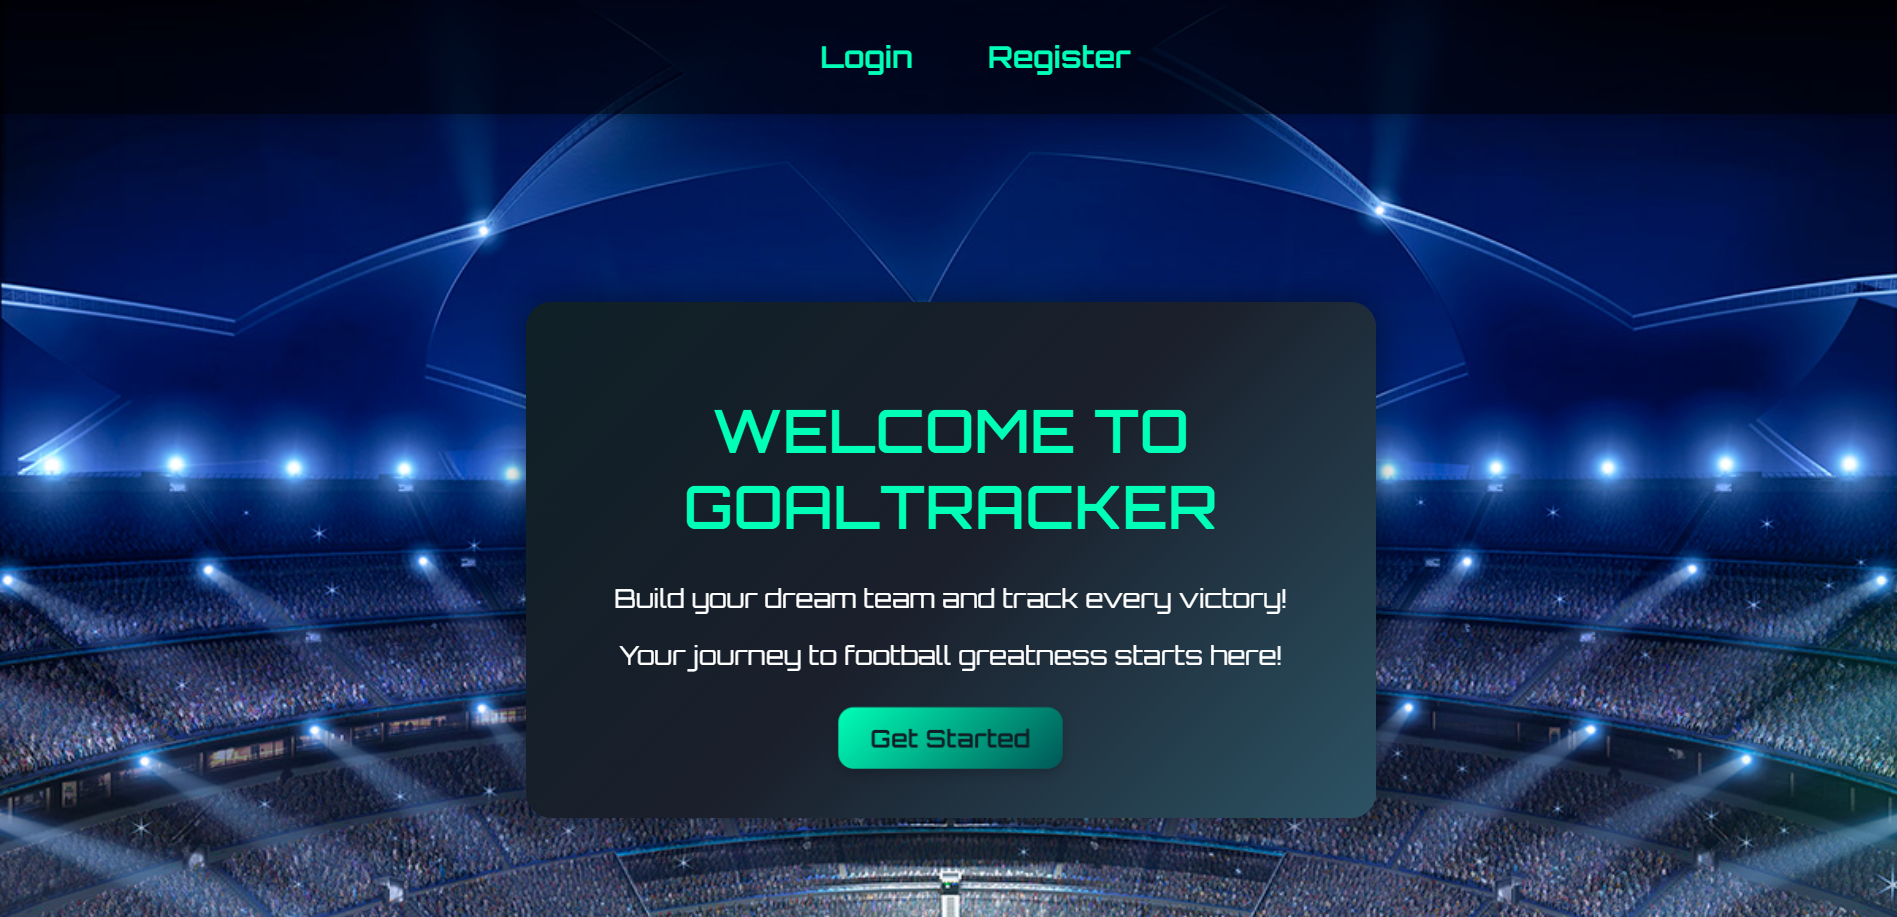 Login Register
WELCOME TO
GOALTRACKER
Build your dream team and track every victory!
Your journey to football greatness starts here!
Get Started